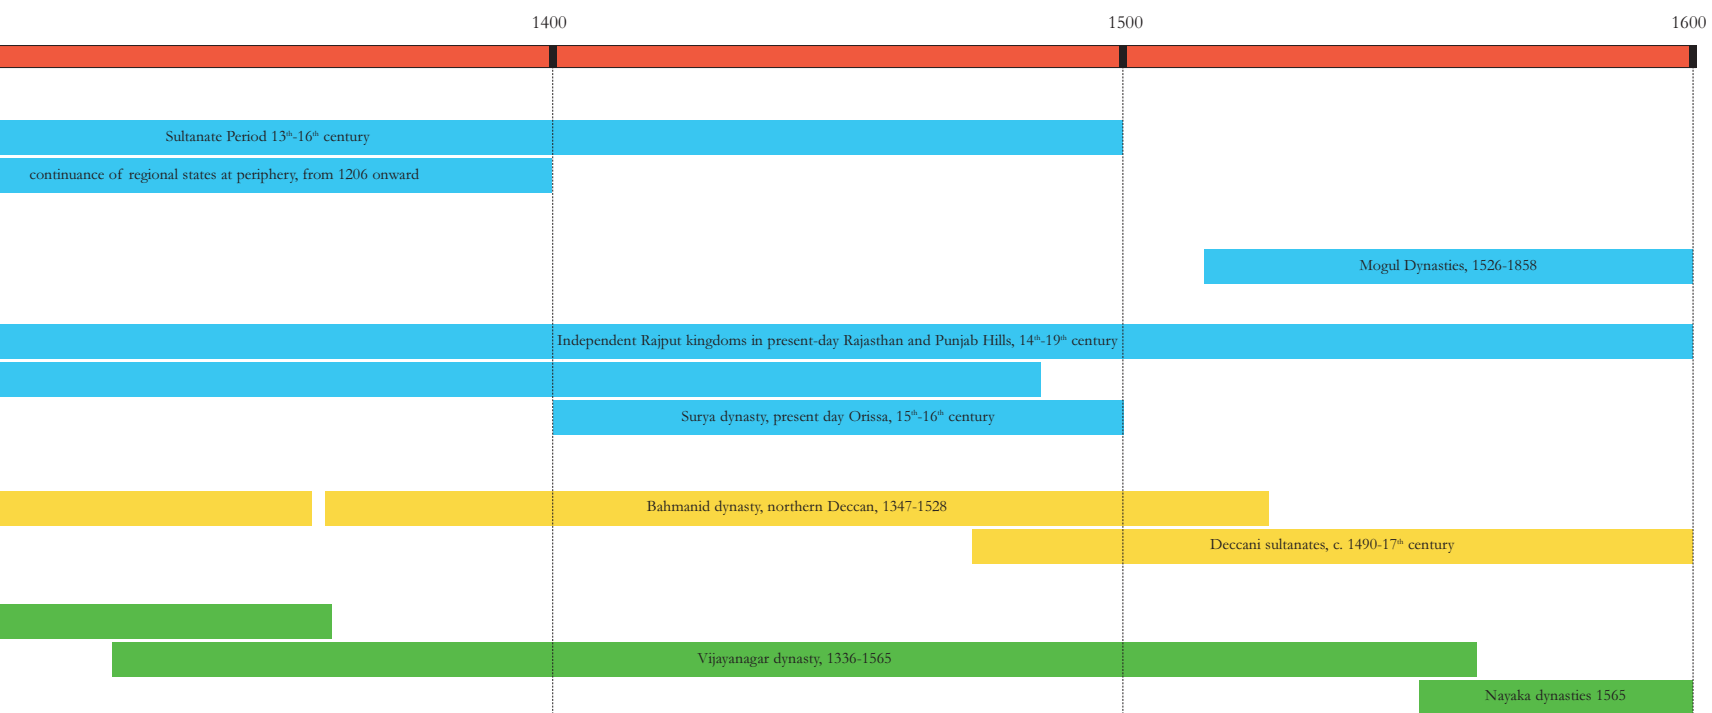 1400 1500 1600
Sultanate Period 13th-16th century
continuance of regional states at periphery, from 1206 onward
Mogul Dynasties, 1526-1858
Independent Rajput kingdoms in present-day Rajasthan and Punjab Hills, 14th-19th century
Surya dynasty, present day Orissa, 15th-16th century
Bahmanid dynasty, northern Deccan, 1347-1528
Deccani sultanates, c. 1490-17th century
Vijayanagar dynasty, 1336-1565
Nayaka dynasties 1565